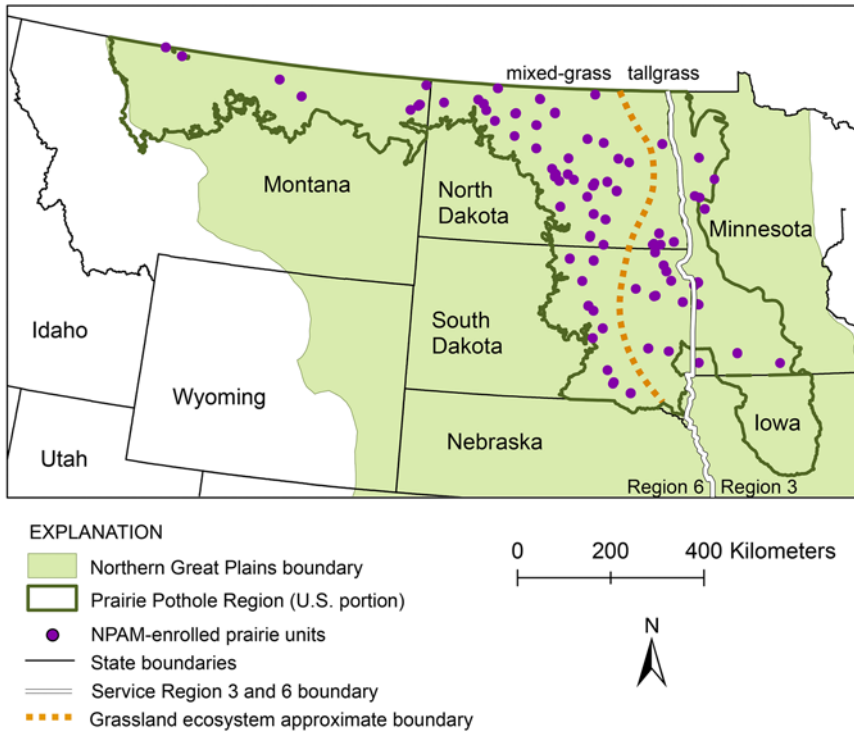 mixed-grass tallgrass
Montana
North
Dakota
Minnesota
Idaho
South
Dakota
Wyoming
Iowa
Nebraska
Utah
Region 6 Region 3
EXPLANATION
Northern Great Plains boundary
Prairie Pothole Region (U.S. portion)
NPAM-enrolled prairie units
State boundaries
Service Region 3 and 6 boundary
Grassland ecosystem approximate boundary
0 200 400 Kilometers
N